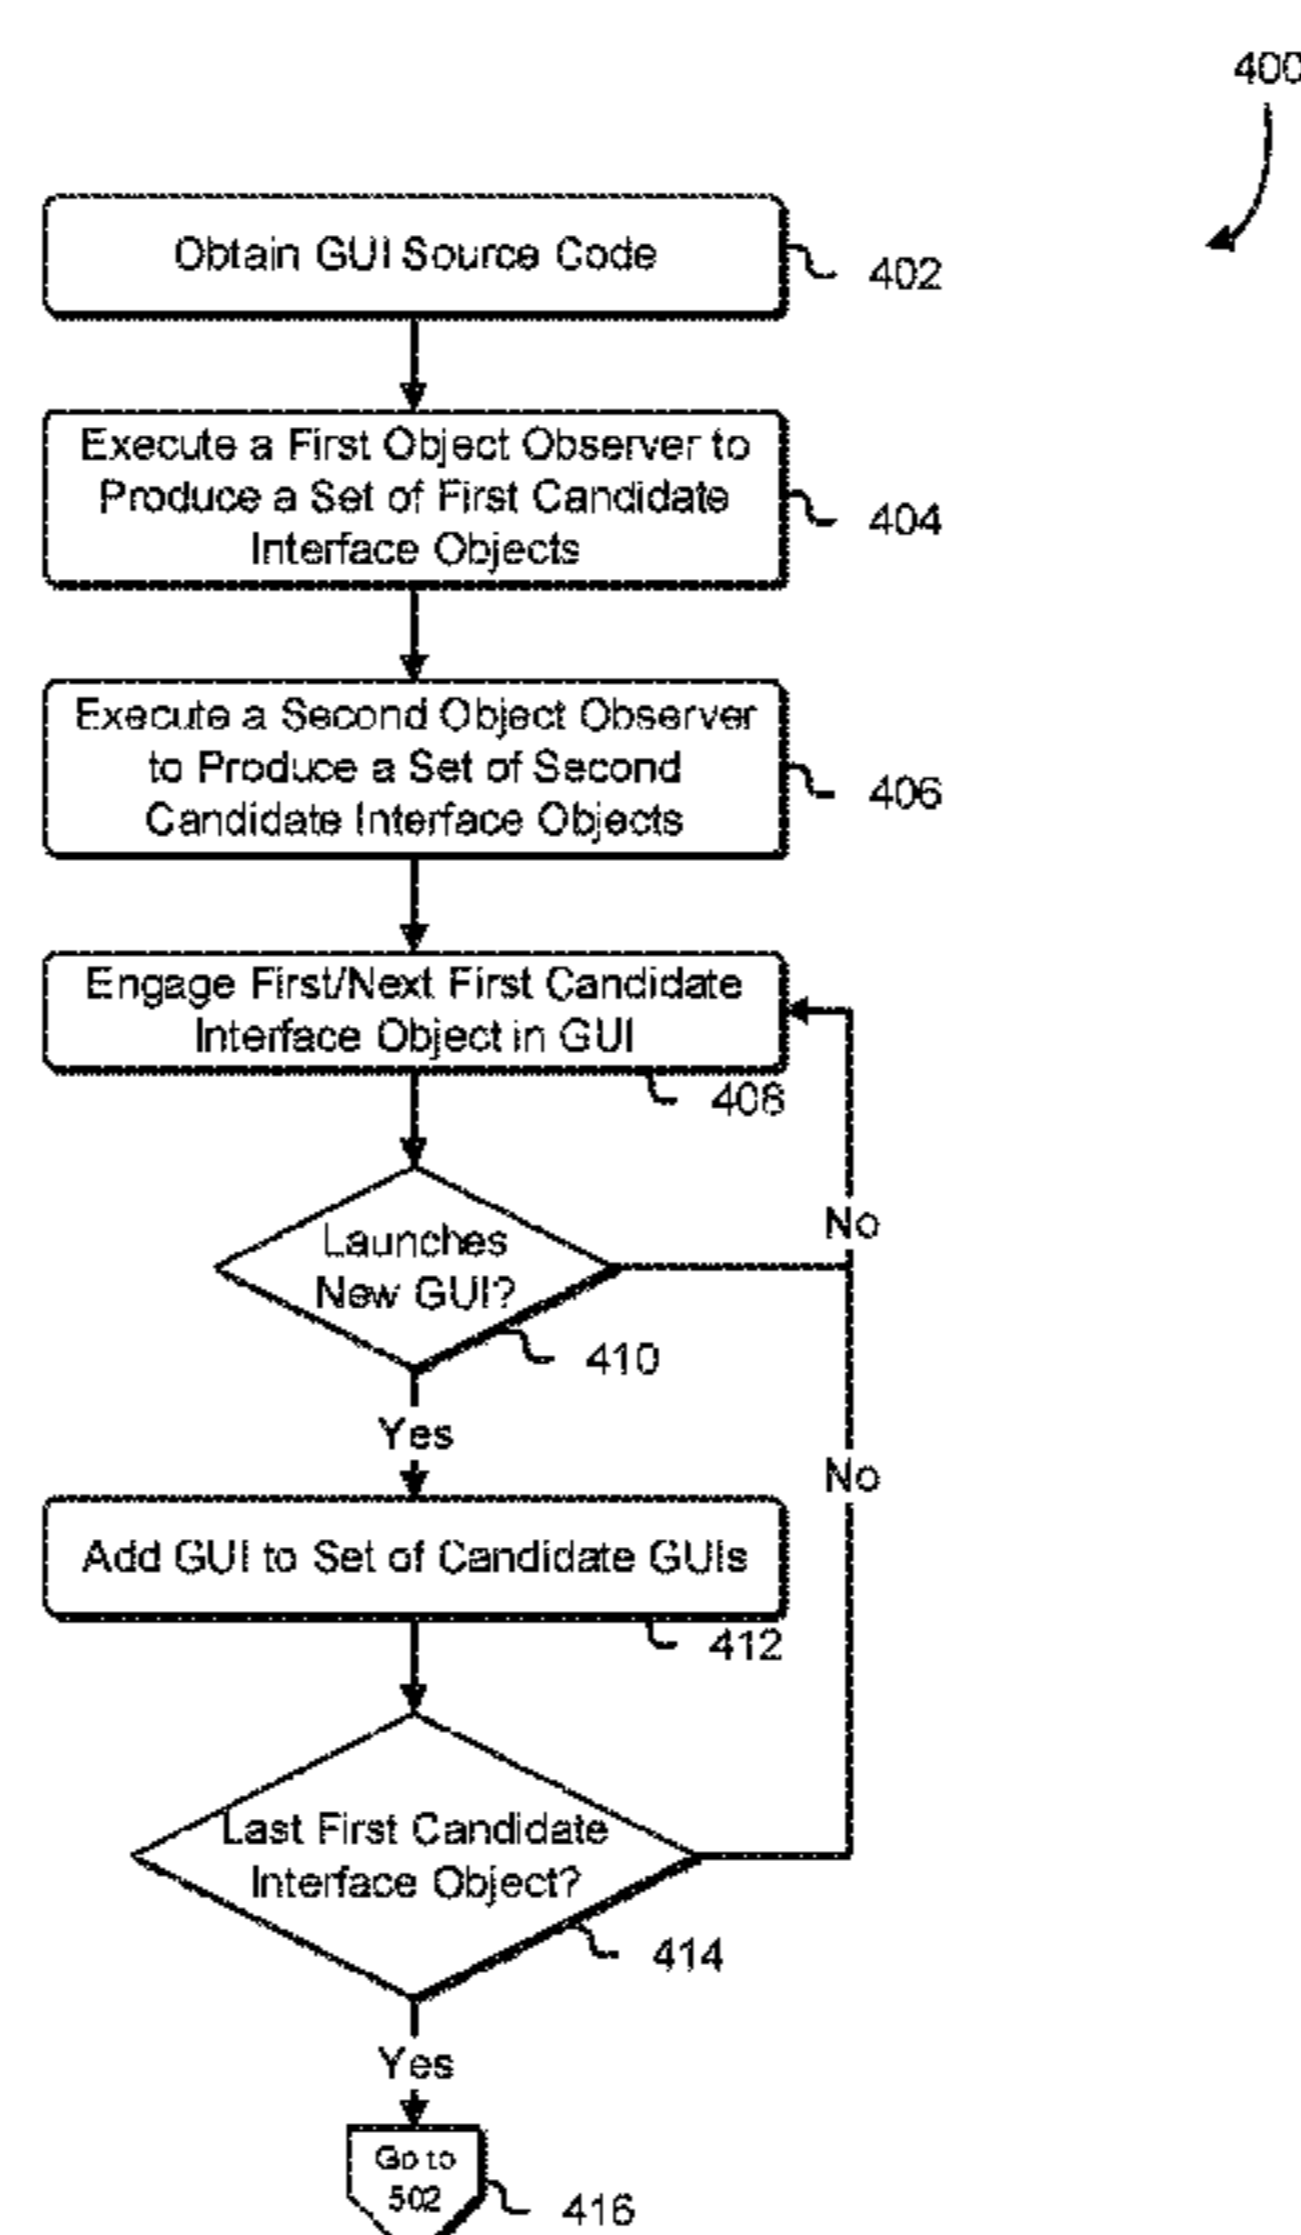 400
Obtain GUI Source Code
402
Execute a First Object Observer to
Produce a Set of First Candidate
Interface Objects
404
Execute a Second Object Observer
to Produce a Set of Second
Candidate Interface Objects
406
Engage First/Next First Candidate
Interface Object in GUI
408
No
Launches
New GUI?
410
Yes
No
Add GUI to Set of Candidate GUIs
412
Last First Candidate
Interface Object?
414
Yes
Go to
502
416